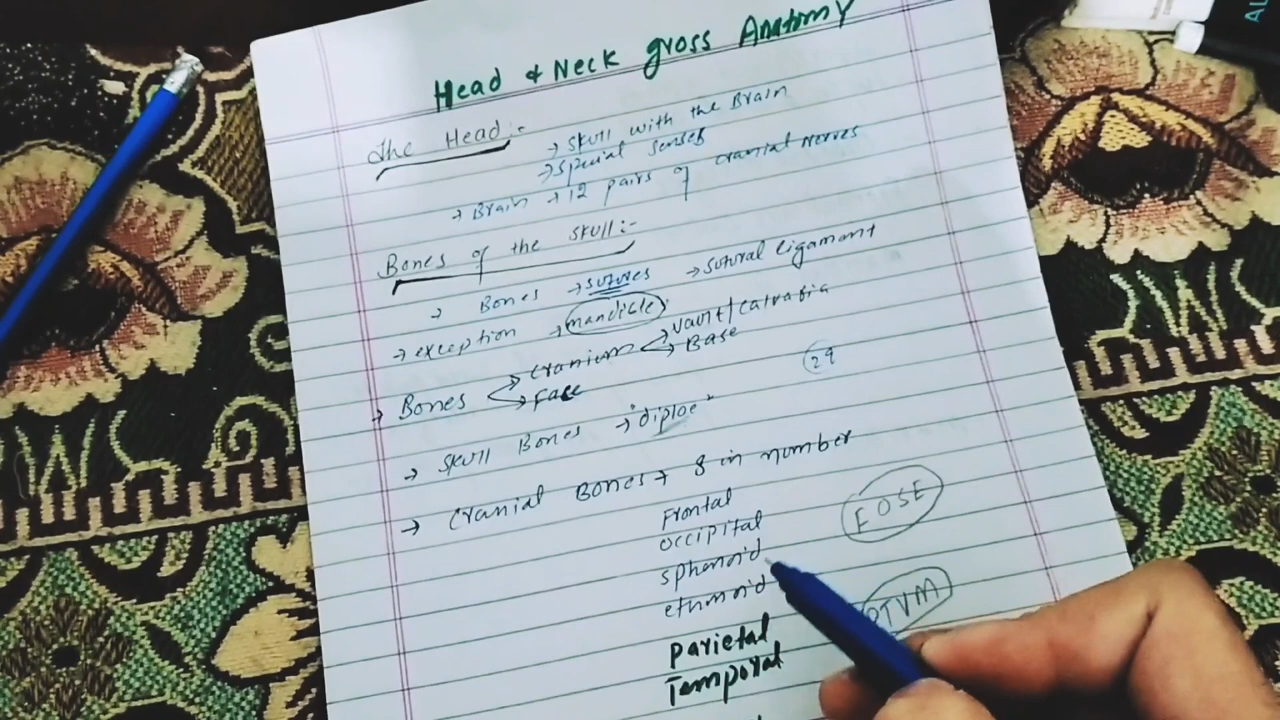 Head & Neck gross Anatomy
The Head:-
→ skull with the Brain
→ special senses
→ Brain → 12 pairs of cranial nerves
Bones of the skull:-
→ Bones → sutures → sutural ligament
→ exception → mandible
→ Bones → cranium → vault/calvaria
→ Base
→ Face
29
→ skull Bones → "diploe"
→ cranial Bones → 8 in number
Frontal
occipital
sphenoid
ethmoid
Parietal
Temporal
FOSE
PTVM
AL